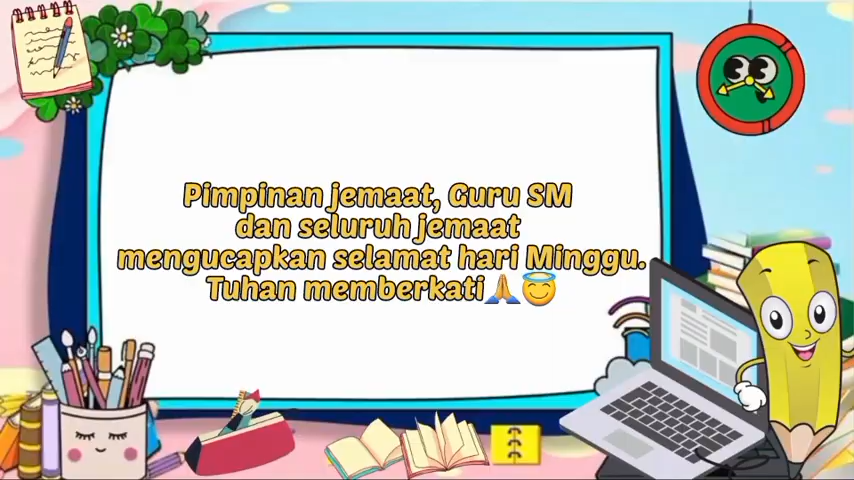 Pimpinan jemaat, Guru SM
dan seluruh jemaat
mengucapkan selamat hari Minggu.
Tuhan memberkati🙏😇